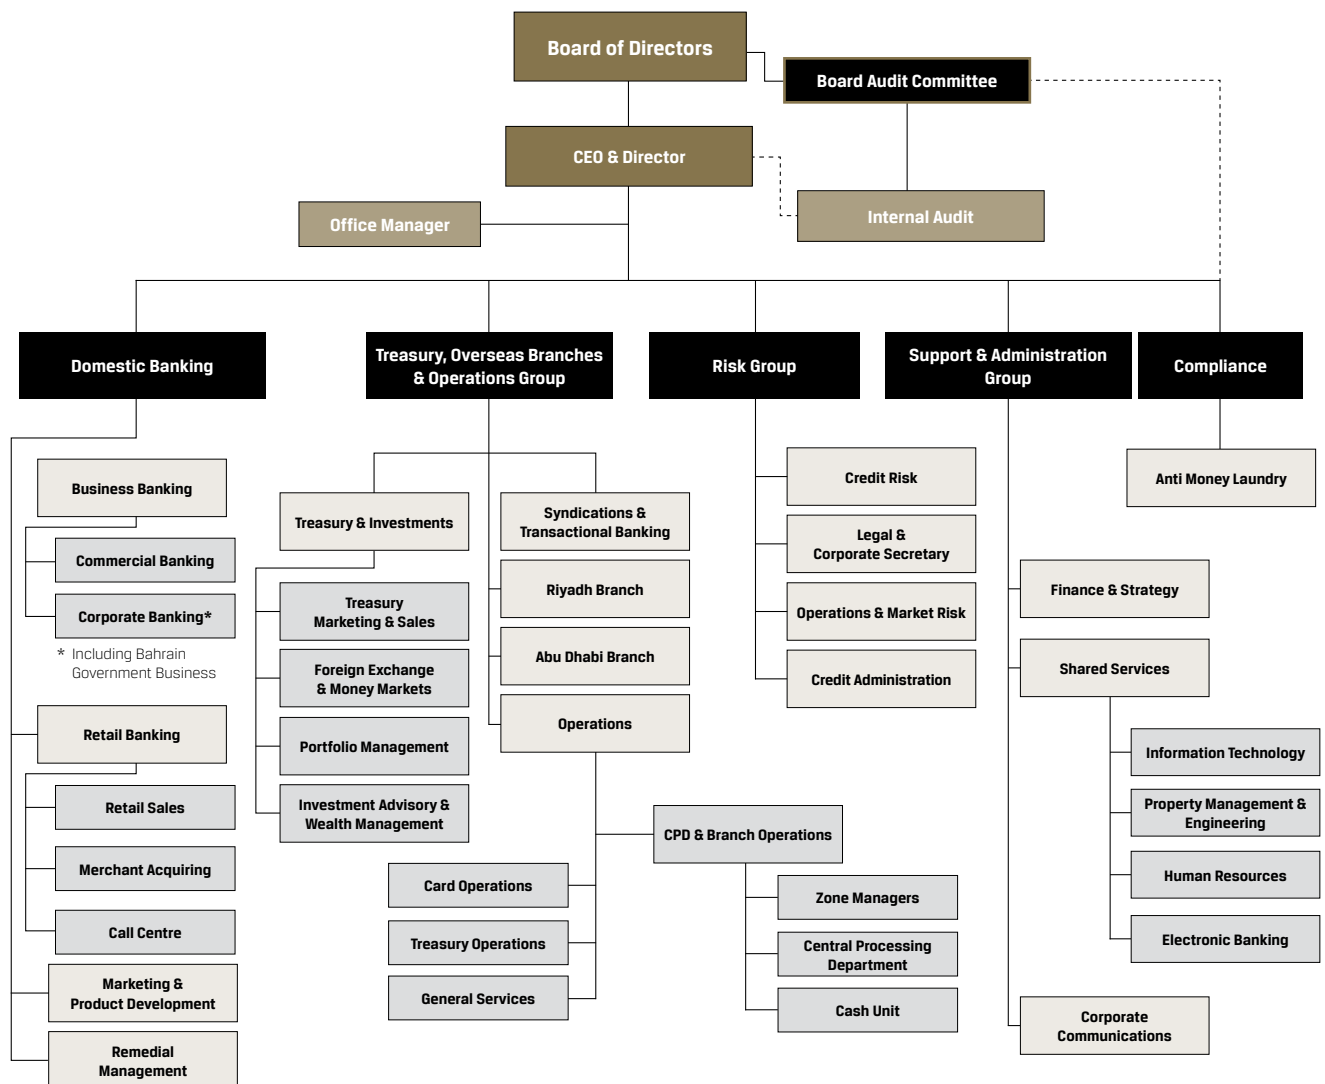 Board of Directors
Board Audit Committee
CEO & Director
Office Manager
Internal Audit
Domestic Banking
Treasury, Overseas Branches
& Operations Group
Risk Group
Support & Administration
Group
Compliance
Business Banking
Commercial Banking
Corporate Banking*
* Including Bahrain
Government Business
Retail Banking
Retail Sales
Merchant Acquiring
Call Centre
Marketing &
Product Development
Remedial
Management
Treasury & Investments
Treasury
Marketing & Sales
Foreign Exchange
& Money Markets
Portfolio Management
Investment Advisory &
Wealth Management
Syndications &
Transactional Banking
Riyadh Branch
Abu Dhabi Branch
Operations
Card Operations
Treasury Operations
General Services
CPD & Branch Operations
Zone Managers
Central Processing
Department
Cash Unit
Credit Risk
Legal &
Corporate Secretary
Operations & Market Risk
Credit Administration
Finance & Strategy
Shared Services
Information Technology
Property Management &
Engineering
Human Resources
Electronic Banking
Corporate
Communications
Anti Money Laundry